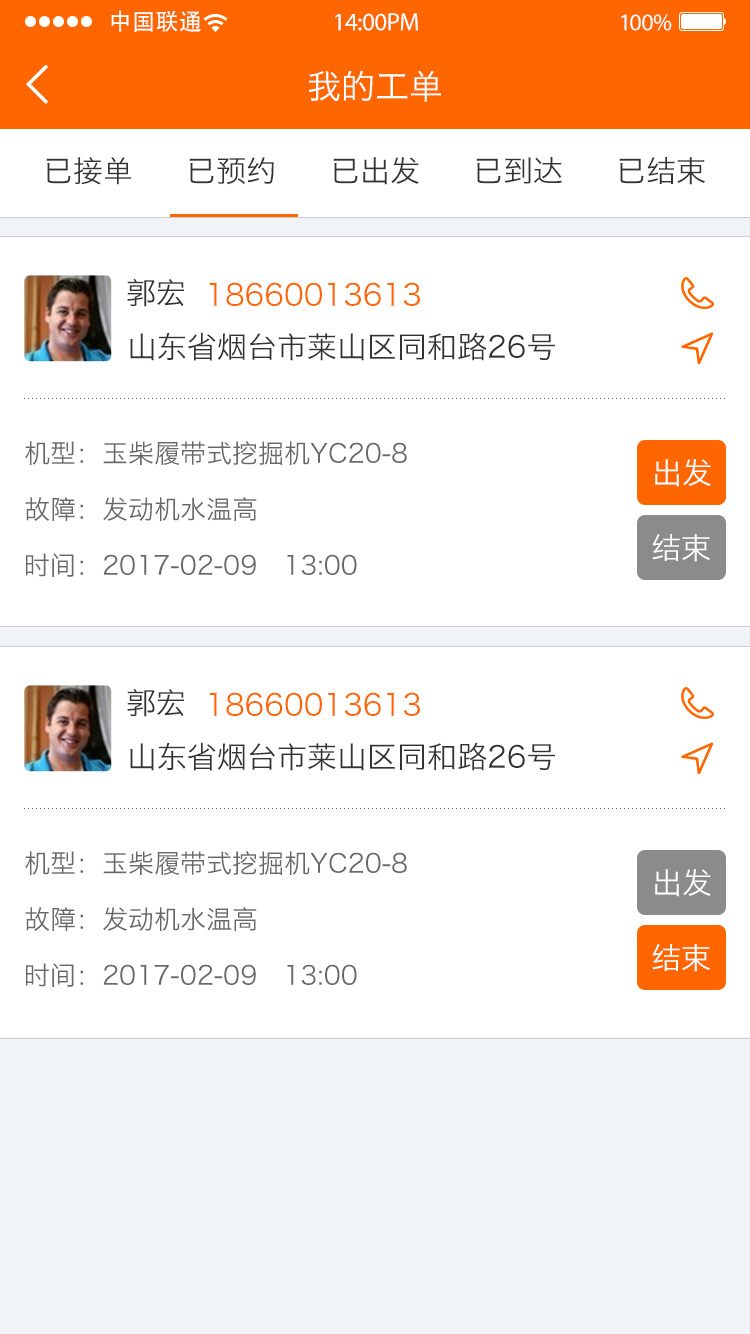 中国联通 14:00PM 100%
我的工单
已接单 已预约 已出发 已到达 已结束
郭宏 18660013613
山东省烟台市莱山区同和路26号
机型：玉柴履带式挖掘机YC20-8
出发
故障：发动机水温高
结束
时间：2017-02-09 13:00
郭宏 18660013613
山东省烟台市莱山区同和路26号
机型：玉柴履带式挖掘机YC20-8
出发
故障：发动机水温高
结束
时间：2017-02-09 13:00